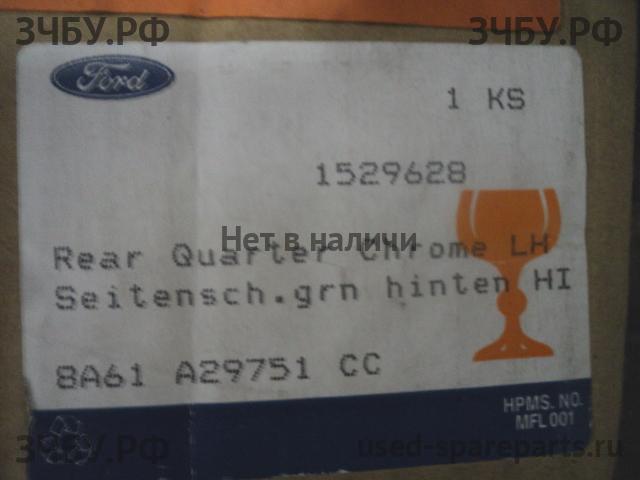 ЗЧБУ.РФ ЗЧБУ.РФ
Ford
1 KS
1529628
Нет в наличи
Rear Quarter Chrome LH
Seitensch.grn hinten HI
8A61 A29751 CC
HPMS. NO.
MFL 001
ЗЧБУ.РФ
used-spareparts.ru